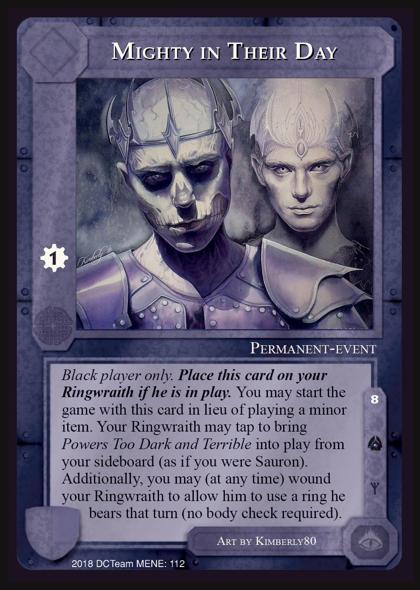 Mighty in Their Day
1
Permanent-event
Black player only. Place this card on your
Ringwraith if he is in play. You may start the
game with this card in lieu of playing a minor
item. Your Ringwraith may tap to bring
Powers Too Dark and Terrible into play from
your sideboard (as if you were Sauron).
Additionally, you may (at any time) wound
your Ringwraith to allow him to use a ring he
bears that turn (no body check required).
8
Art by Kimberly80
2018 DCTeam MENE: 112